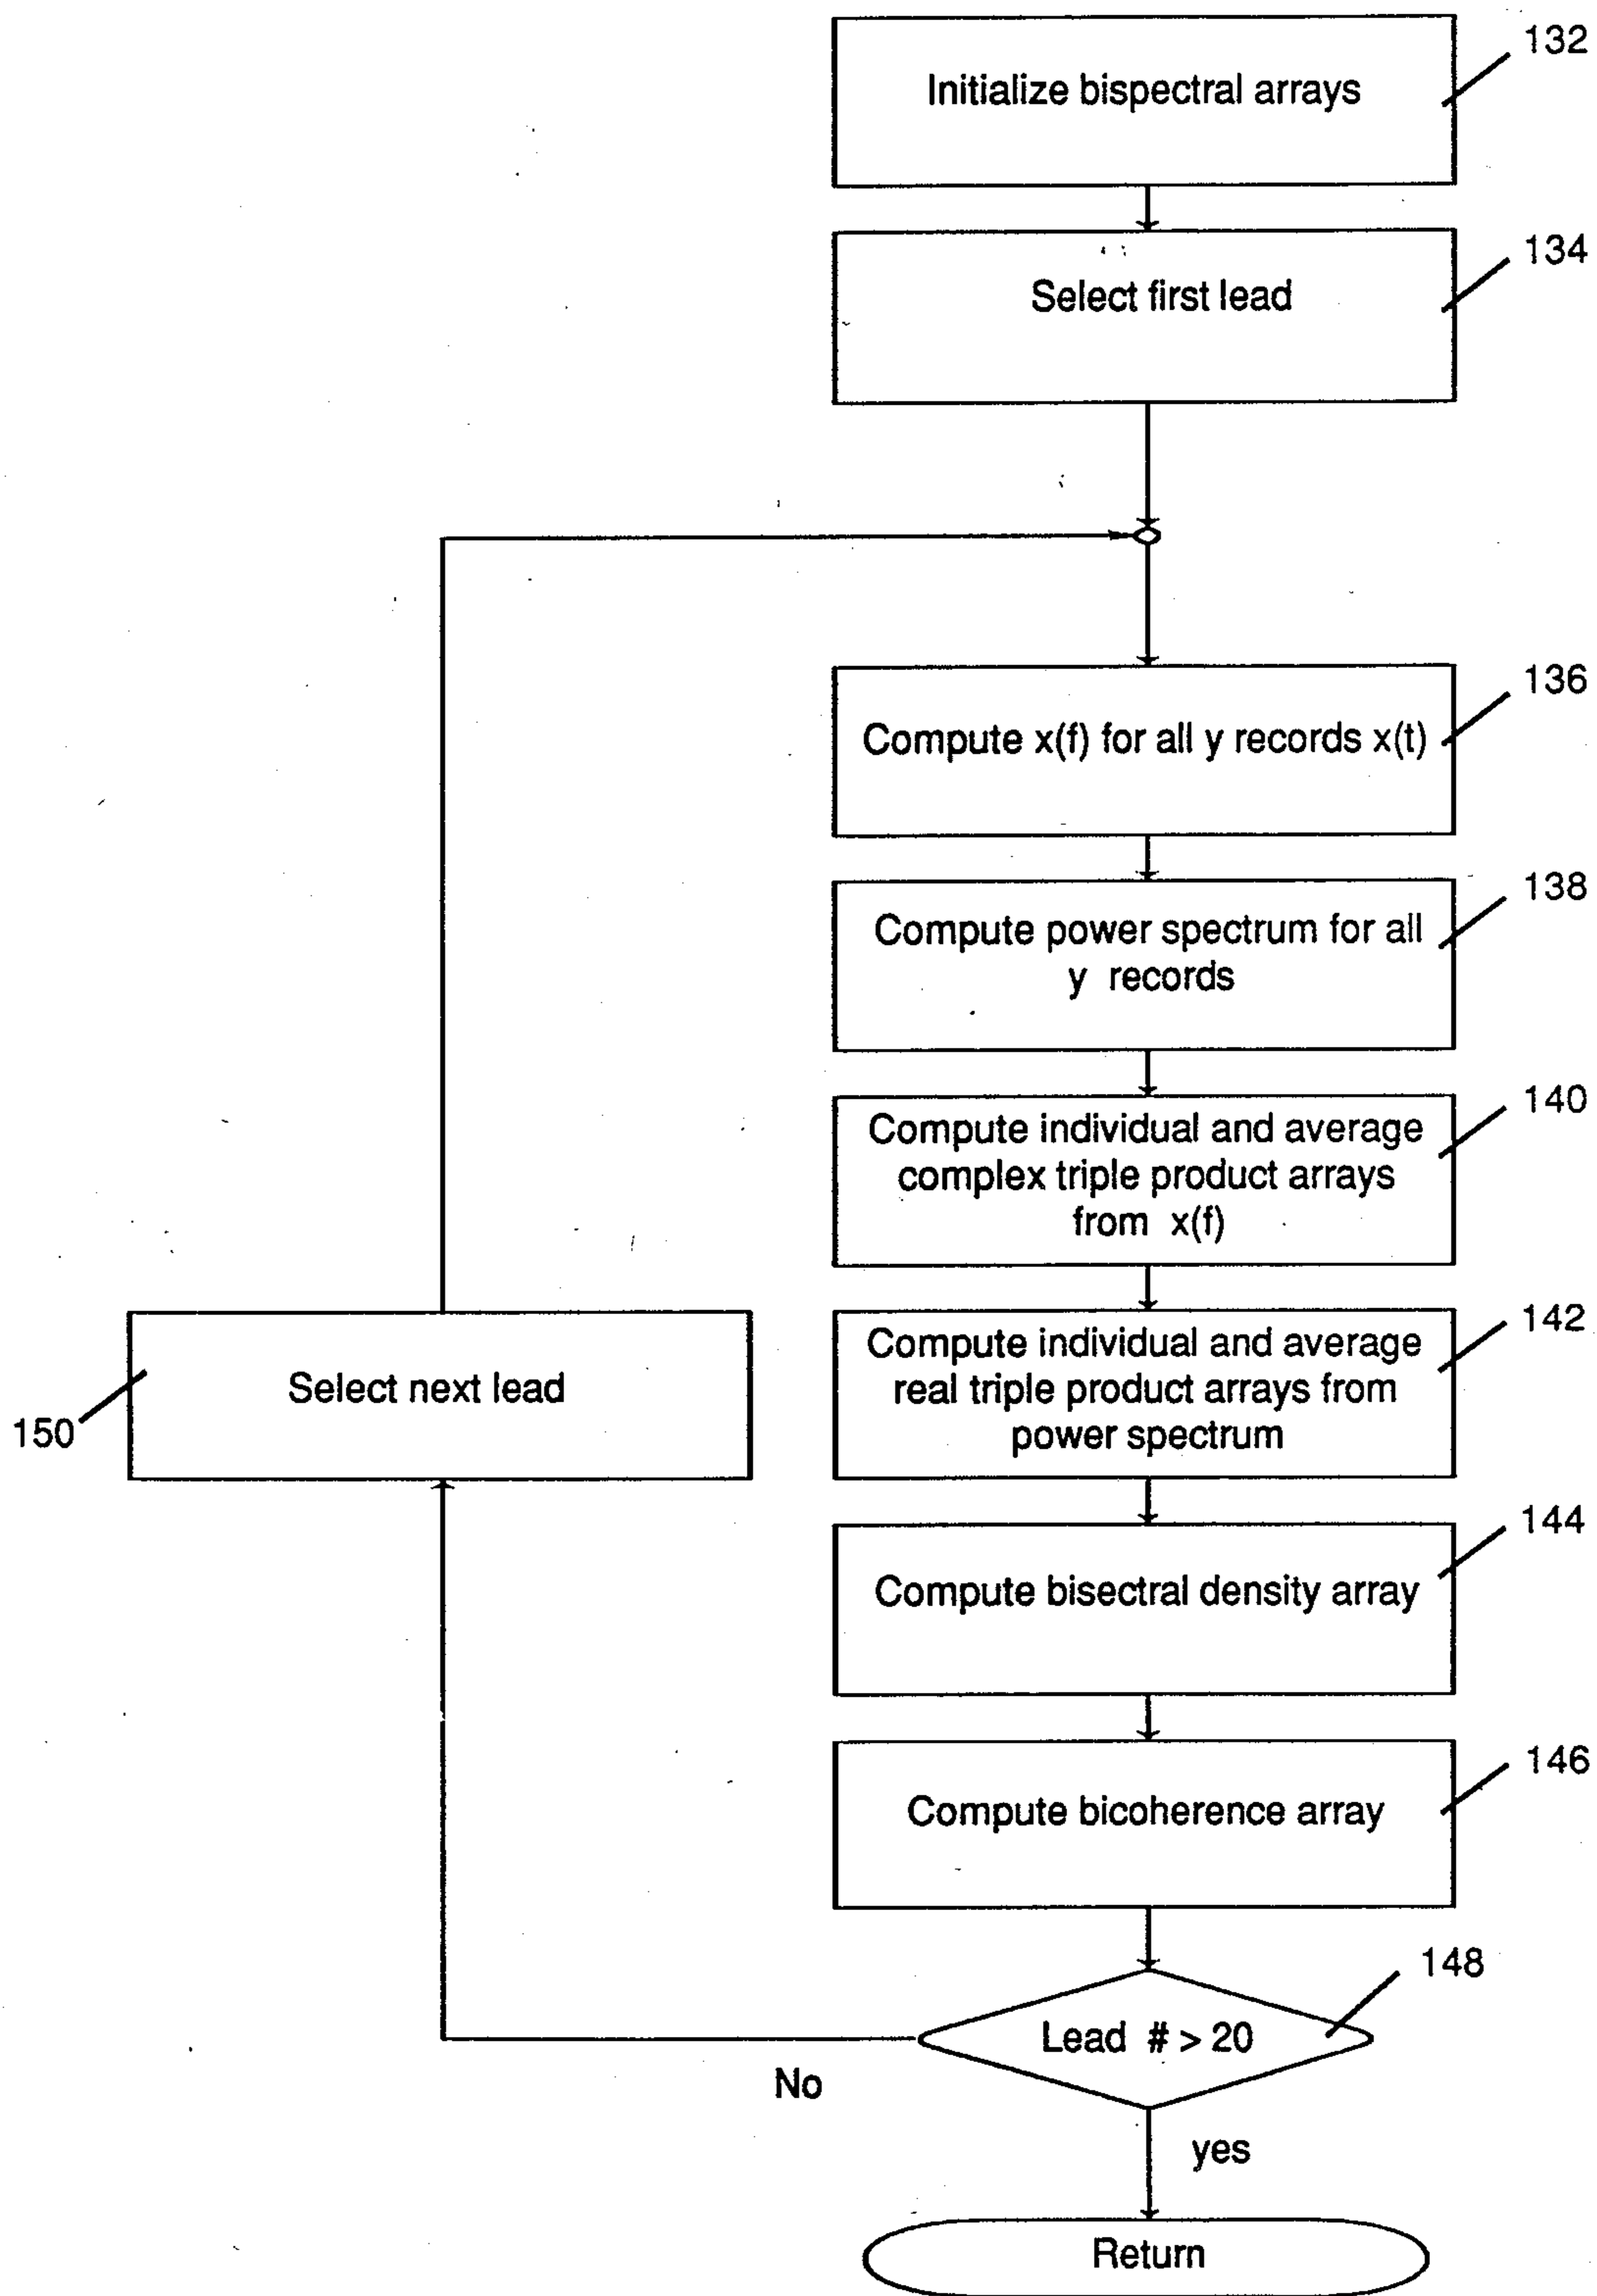 132
Initialize bispectral arrays
134
Select first lead
136
Compute x(f) for all y records x(t)
138
Compute power spectrum for all
y records
140
Compute individual and average
complex triple product arrays
from x(f)
142
Compute individual and average
real triple product arrays from
power spectrum
150
Select next lead
144
Compute bisectral density array
146
Compute bicoherence array
148
Lead # > 20
No
yes
Return